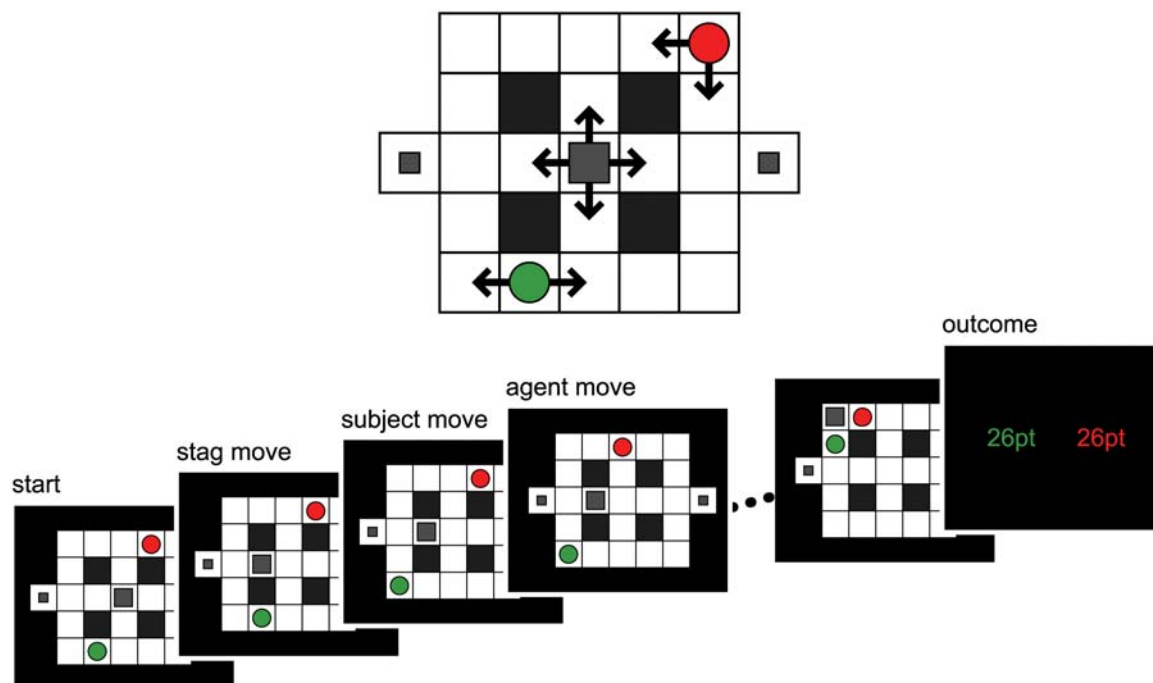 start
stag move
subject move
agent move
outcome
26pt 26pt